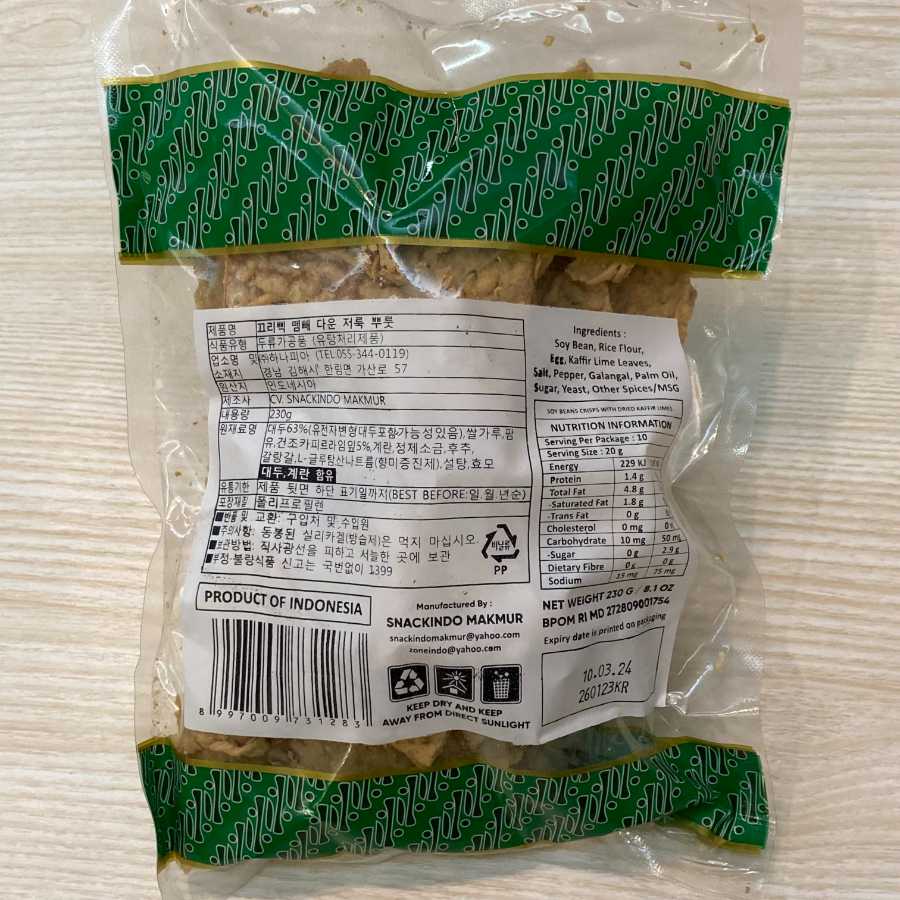 제품명 끄리삑 뗌빼 다운 저룩 뿌룻
식품유형 두류가공품 (유탕처리제품)
업소명 및 ㈜하나피아 (TEL:055-344-0119)
소재지 경남 김해시 한림면 가산로 57
원산지 인도네시아
제조사 CV. SNACKINDO MAKMUR
내용량 230g
원재료명 대두63%(유전자변형대두포함가능성있음),쌀가루,팜
유,건조카피르라임잎5%,계란,정제소금,후추,
갈랑갈,L-글루탐산나트륨(향미증진제),설탕,효모
대두,계란 함유
유통기한 제품 뒷면 하단 표기일까지(BEST BEFORE:일.월.년순)
포장재질 폴리프로필렌
■반품 및 교환: 구입처 및 수입원
■주의사항: 동봉된 실리카겔(방습제)은 먹지 마십시오.
■보관방법: 직사광선을 피하고 서늘한 곳에 보관
■부정·불량식품 신고는 국번없이 1399
비닐류
PP
PRODUCT OF INDONESIA
8 997009 731283
Manufactured By :
SNACKINDO MAKMUR
snackindomakmur@yahoo.com
zoneindo@yahoo.com
KEEP DRY AND KEEP
AWAY FROM DIRECT SUNLIGHT
Ingredients :
Soy Bean, Rice Flour,
Egg, Kaffir Lime Leaves,
Salt, Pepper, Galangal, Palm Oil,
Sugar, Yeast, Other Spices/MSG
SOY BEANS CRISPS WITH DRIED KAFFIR LIMES
NUTRITION INFORMATION
Serving Per Package : 10
Serving Size : 20 g
Energy 229 KJ
Protein 1.4 g
Total Fat 4.8 g
-Saturated Fat 1.8 g
-Trans Fat 0 g
Cholesterol 0 mg
Carbohydrate 10 mg 50 mg
-Sugar 0 g 2.9 g
Dietary Fibre 0 g 0 g
Sodium 15 mg 75 mg
NET WEIGHT 230 G / 8.1 OZ
BPOM RI MD 272809001754
Expiry date is printed on packaging
10.03.24
260123KR